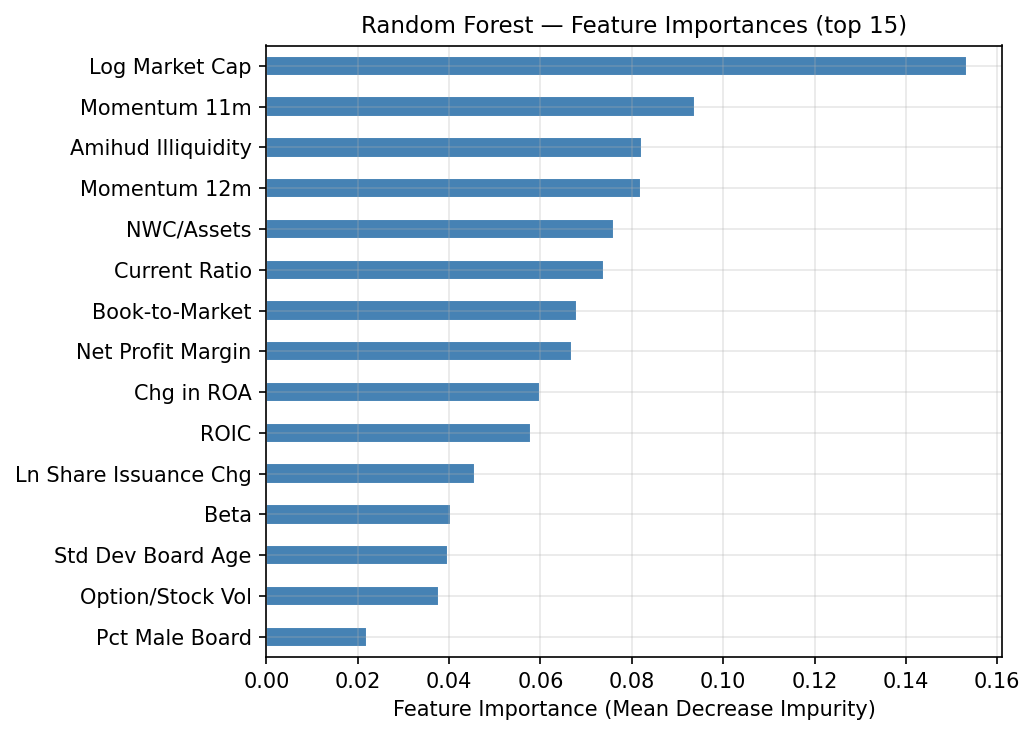 Random Forest — Feature Importances (top 15)
Log Market Cap
Momentum 11m
Amihud Illiquidity
Momentum 12m
NWC/Assets
Current Ratio
Book-to-Market
Net Profit Margin
Chg in ROA
ROIC
Ln Share Issuance Chg
Beta
Std Dev Board Age
Option/Stock Vol
Pct Male Board
0.00 0.02 0.04 0.06 0.08 0.10 0.12 0.14 0.16
Feature Importance (Mean Decrease Impurity)